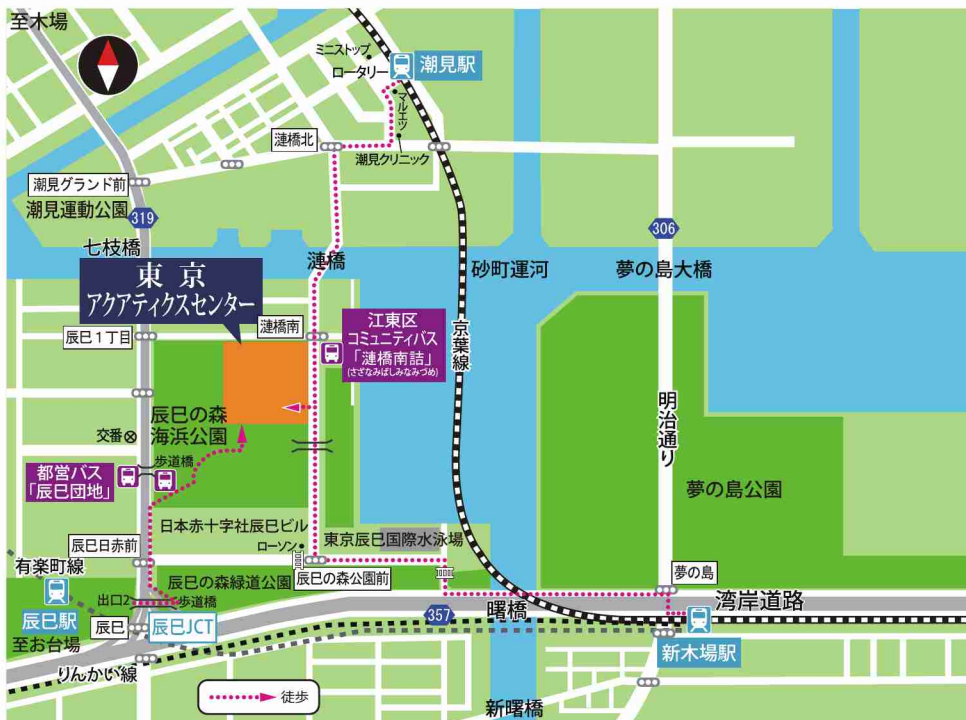 至木場
ミニストップ
ロータリー
潮見駅
マルエツ
漣橋北
潮見クリニック
潮見グランド前
潮見運動公園
319
306
七枝橋
漣橋
砂町運河
夢の島大橋
東京
アクアティクスセンター
辰巳1丁目
漣橋南
江東区
コミュニティバス
「漣橋南詰」
(さざなみばしみなみづめ)
京葉線
明治通り
辰巳の森
海浜公園
交番
歩道橋
都営バス
「辰巳団地」
夢の島公園
日本赤十字社辰巳ビル
ローソン
東京辰巳国際水泳場
辰巳日赤前
有楽町線
辰巳の森緑道公園
辰巳の森公園前
夢の島
出口2
歩道橋
湾岸道路
辰巳駅
辰巳
辰巳JCT
357
曙橋
至お台場
りんかい線
新木場駅
徒歩
新曙橋